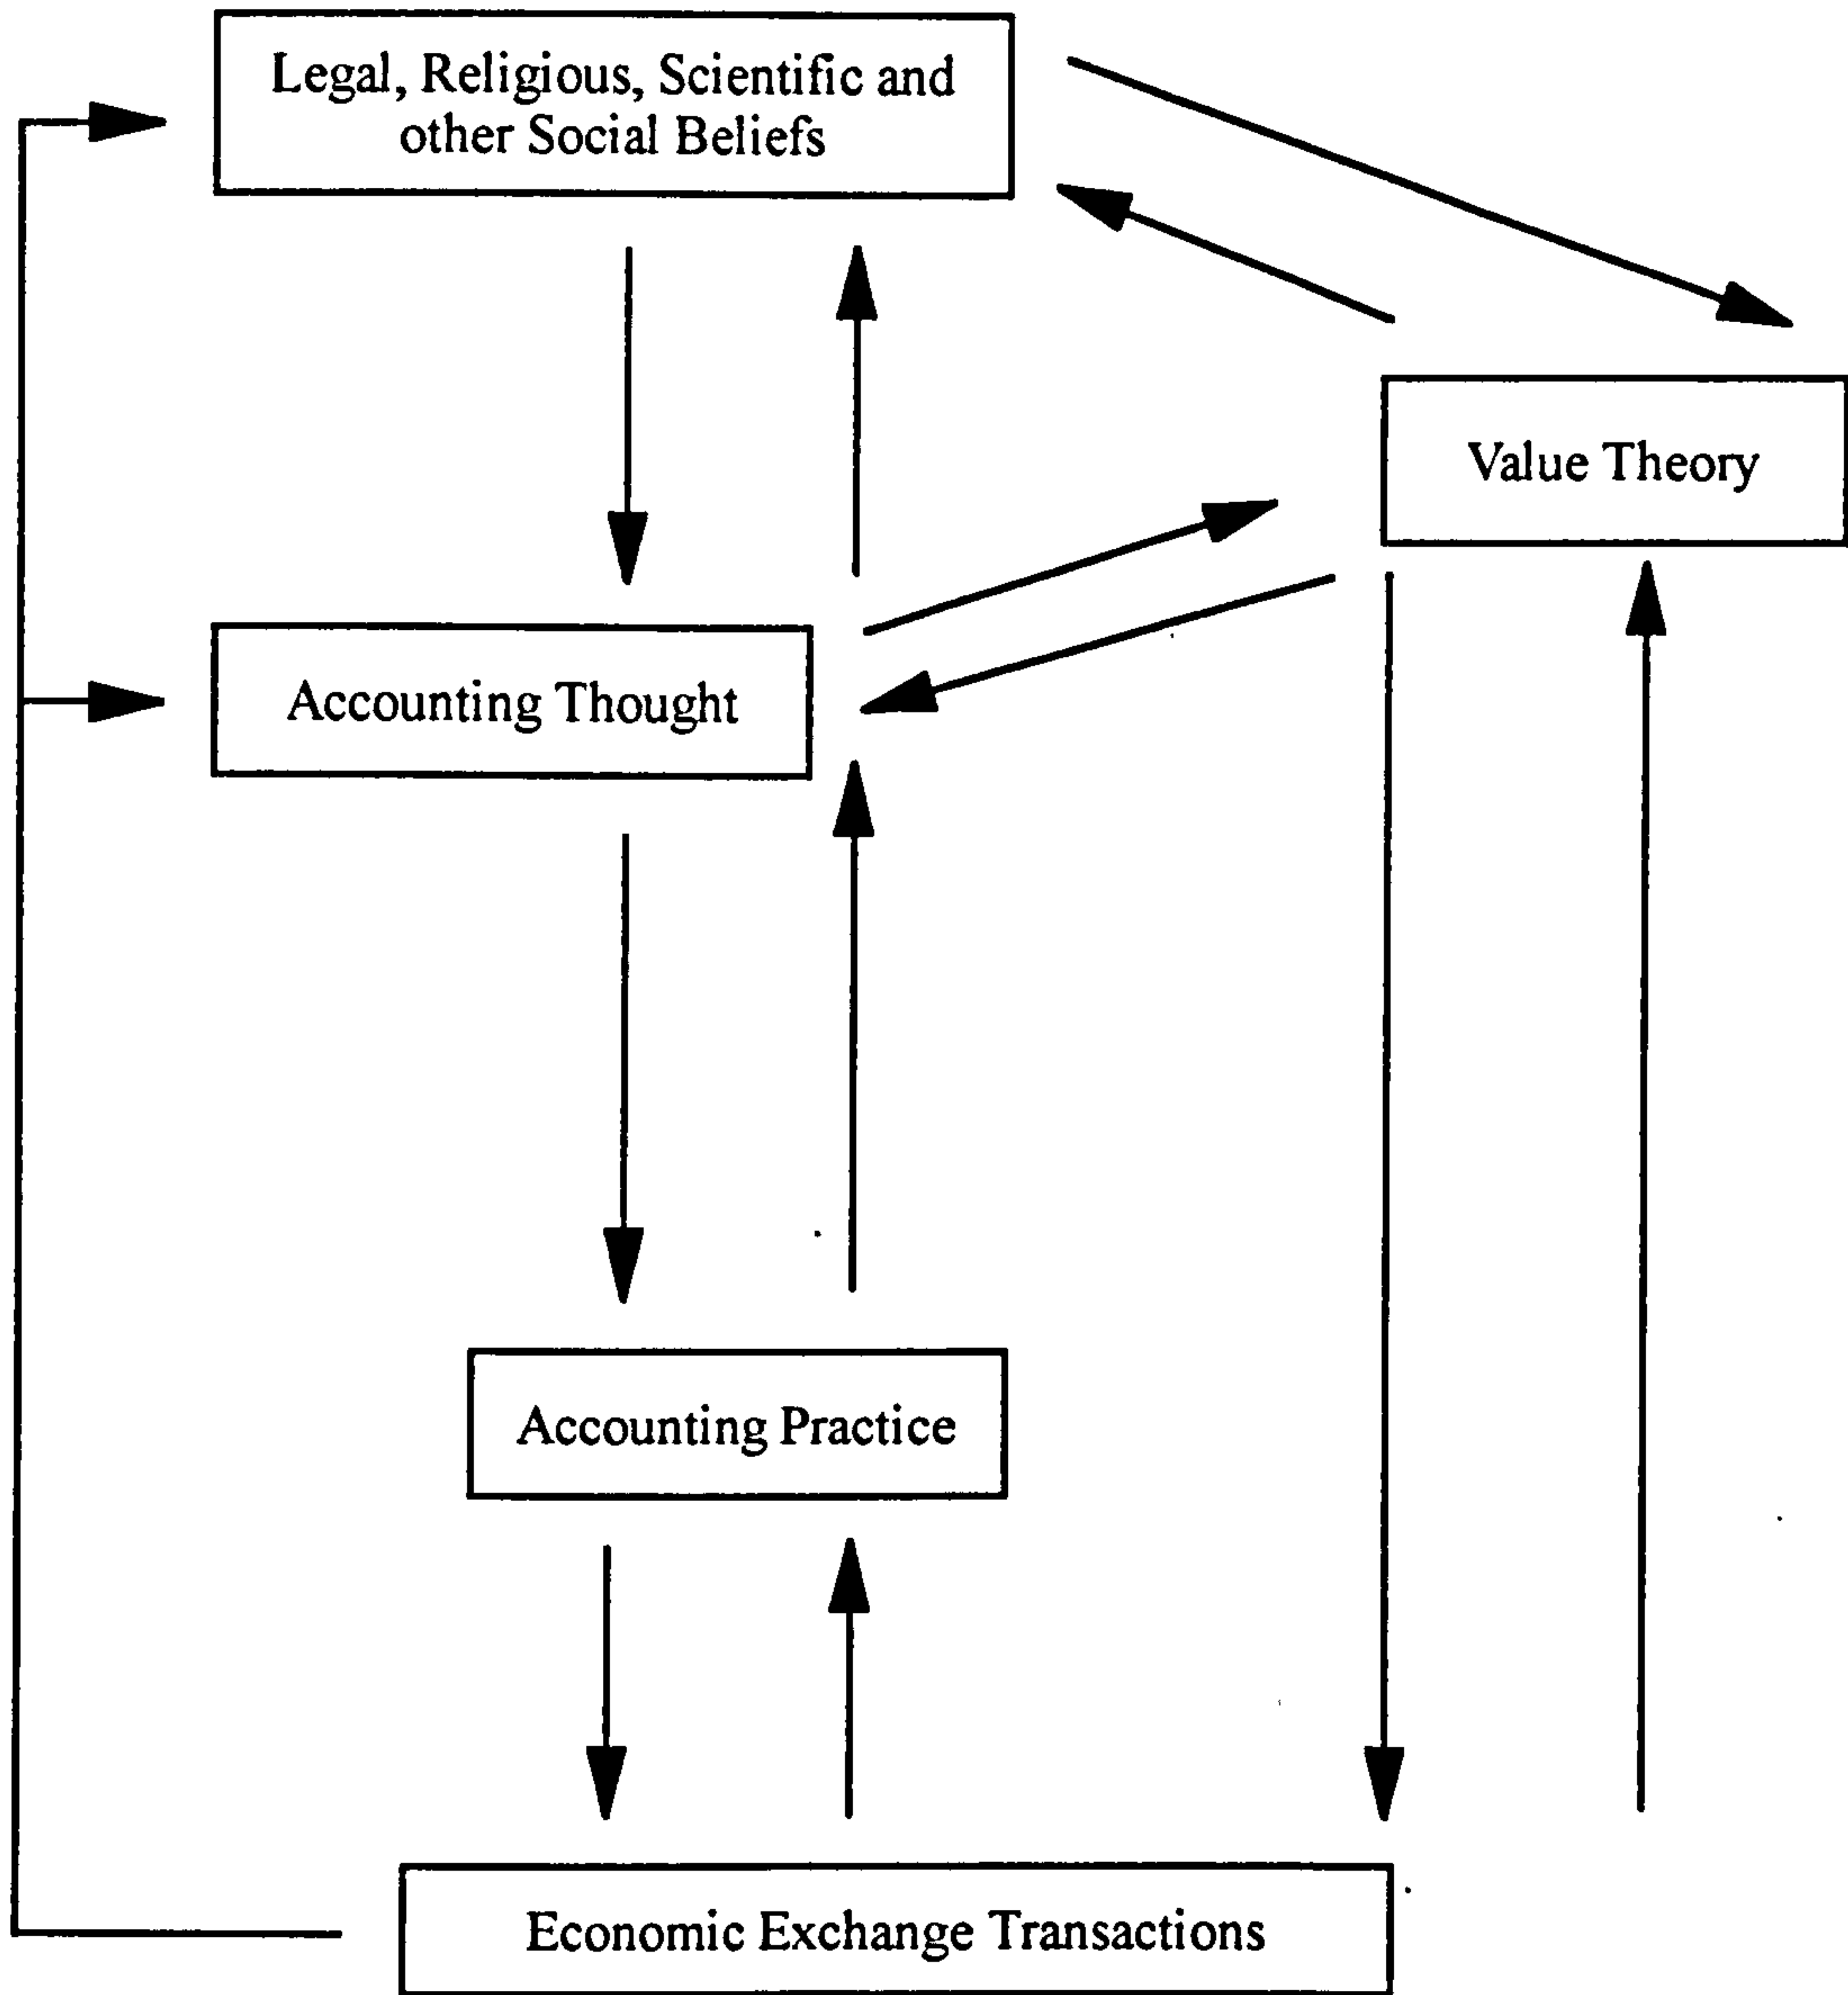 Legal, Religious, Scientific and
other Social Beliefs
Value Theory
Accounting Thought
Accounting Practice
Economic Exchange Transactions